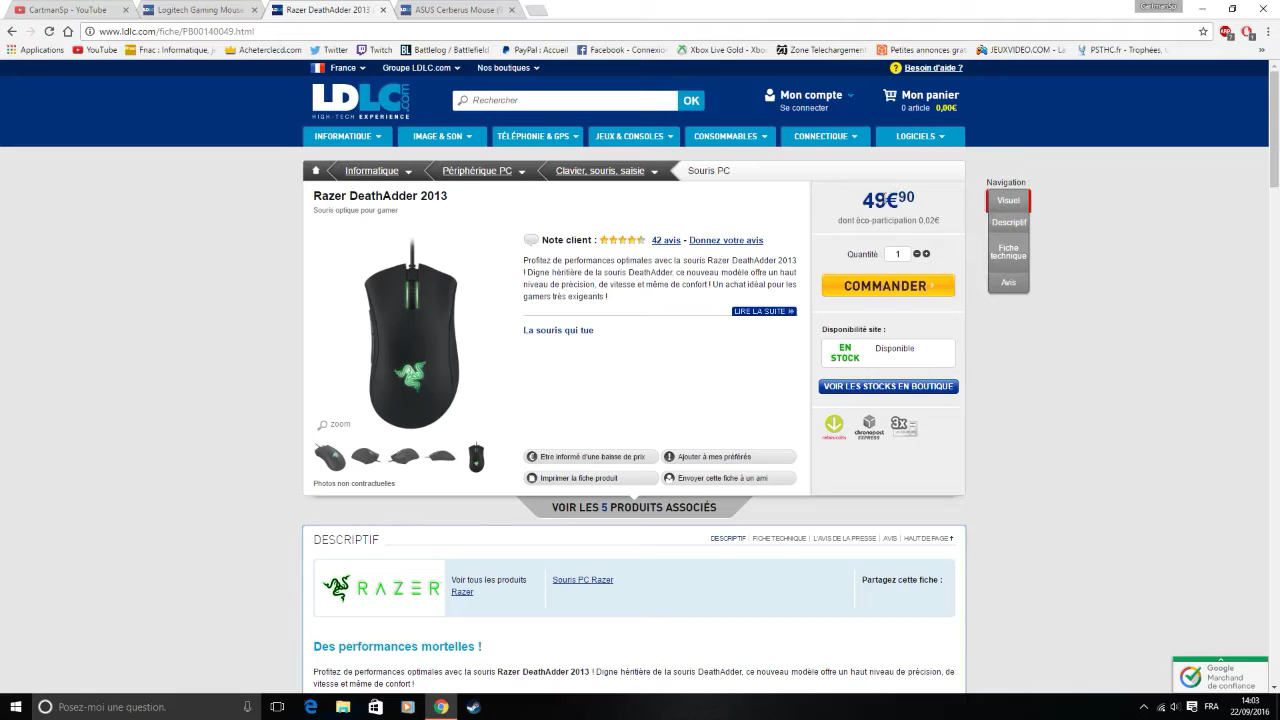 CartmanSp - YouTube
Logitech Gaming Mouse
Razer DeathAdder 2013
ASUS Cerberus Mouse (9
CartmanSp
www.ldlc.com/fiche/PB00140049.html
Applications
YouTube
Fnac : Informatique, je
Acheterclecd.com
Twitter
Twitch
Battlelog / Battlefield
PayPal : Accueil
Facebook - Connexion
Xbox Live Gold - Xbox
Zone Telechargement
Petites annonces grat
JEUXVIDEO.COM - La
PSTHC.fr - Trophées,
France
Groupe LDLC.com
Nos boutiques
Besoin d'aide ?
LDLC.com
HIGH-TECH EXPERIENCE
Rechercher
OK
Mon compte
Se connecter
Mon panier
0 article 0,00€
INFORMATIQUE
IMAGE & SON
TÉLÉPHONIE & GPS
JEUX & CONSOLES
CONSOMMABLES
CONNECTIQUE
LOGICIELS
Informatique
Périphérique PC
Clavier, souris, saisie
Souris PC
Razer DeathAdder 2013
Souris optique pour gamer
49€90
dont éco-participation 0,02€
Navigation :
Visuel
Descriptif
Fiche technique
Avis
Note client :
42 avis - Donnez votre avis
Quantité
1
Profitez de performances optimales avec la souris Razer DeathAdder 2013
! Digne héritière de la souris DeathAdder, ce nouveau modèle offre un haut
niveau de précision, de vitesse et même de confort ! Un achat idéal pour les
gamers très exigeants !
COMMANDER
LIRE LA SUITE
La souris qui tue
Disponibilité site :
EN STOCK
Disponible
VOIR LES STOCKS EN BOUTIQUE
zoom
chronopost
EXPRESS
3x
Photos non contractuelles
Etre informé d'une baisse de prix
Ajouter à mes préférés
Imprimer la fiche produit
Envoyer cette fiche à un ami
VOIR LES 5 PRODUITS ASSOCIÉS
DESCRIPTIF
DESCRIPTIF | FICHE TECHNIQUE | L'AVIS DE LA PRESSE | AVIS | HAUT DE PAGE
RAZER
Voir tous les produits
Razer
Souris PC Razer
Partagez cette fiche :
Des performances mortelles !
Profitez de performances optimales avec la souris Razer DeathAdder 2013 ! Digne héritière de la souris DeathAdder, ce nouveau modèle offre un haut niveau de précision, de
vitesse et même de confort !
Google
Marchand
de confiance
Posez-moi une question.
FRA
14:03
22/09/2016